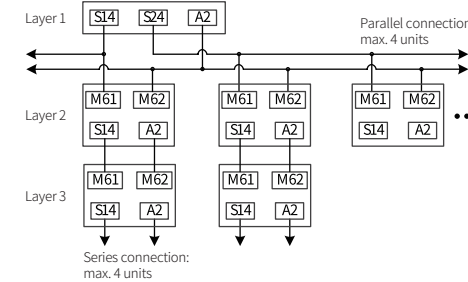 Layer 1
S14 S24 A2
Parallel connection
max. 4 units
Layer 2
M61 M62 M61 M62 M61 M62
S14 A2 S14 A2 S14 A2
Layer 3
M61 M62 M61 M62
S14 A2 S14 A2
Series connection:
max. 4 units